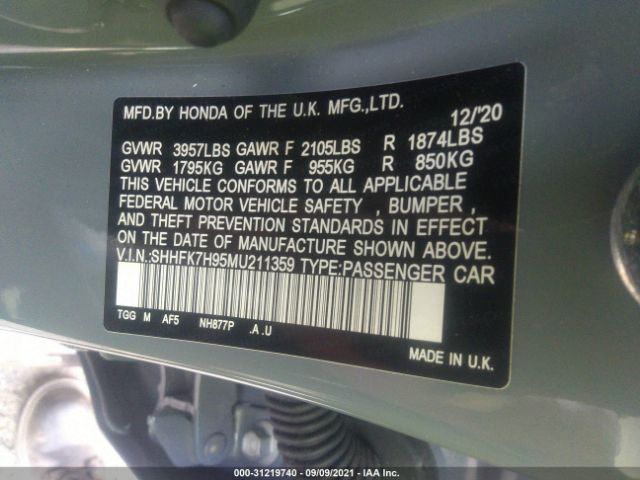 MFD.BY HONDA OF THE U.K. MFG.,LTD.
12/'20
GVWR 3957LBS GAWR F 2105LBS R 1874LBS
GVWR 1795KG GAWR F 955KG R 850KG
THIS VEHICLE CONFORMS TO ALL APPLICABLE
FEDERAL MOTOR VEHICLE SAFETY , BUMPER ,
AND THEFT PREVENTION STANDARDS IN EFFECT
ON THE DATE OF MANUFACTURE SHOWN ABOVE.
V.I.N.:SHHFK7H95MU211359 TYPE:PASSENGER CAR
TGG M AF5 NH877P .A .U
MADE IN U.K.
000-31219740 - 09/09/2021 - IAA Inc.